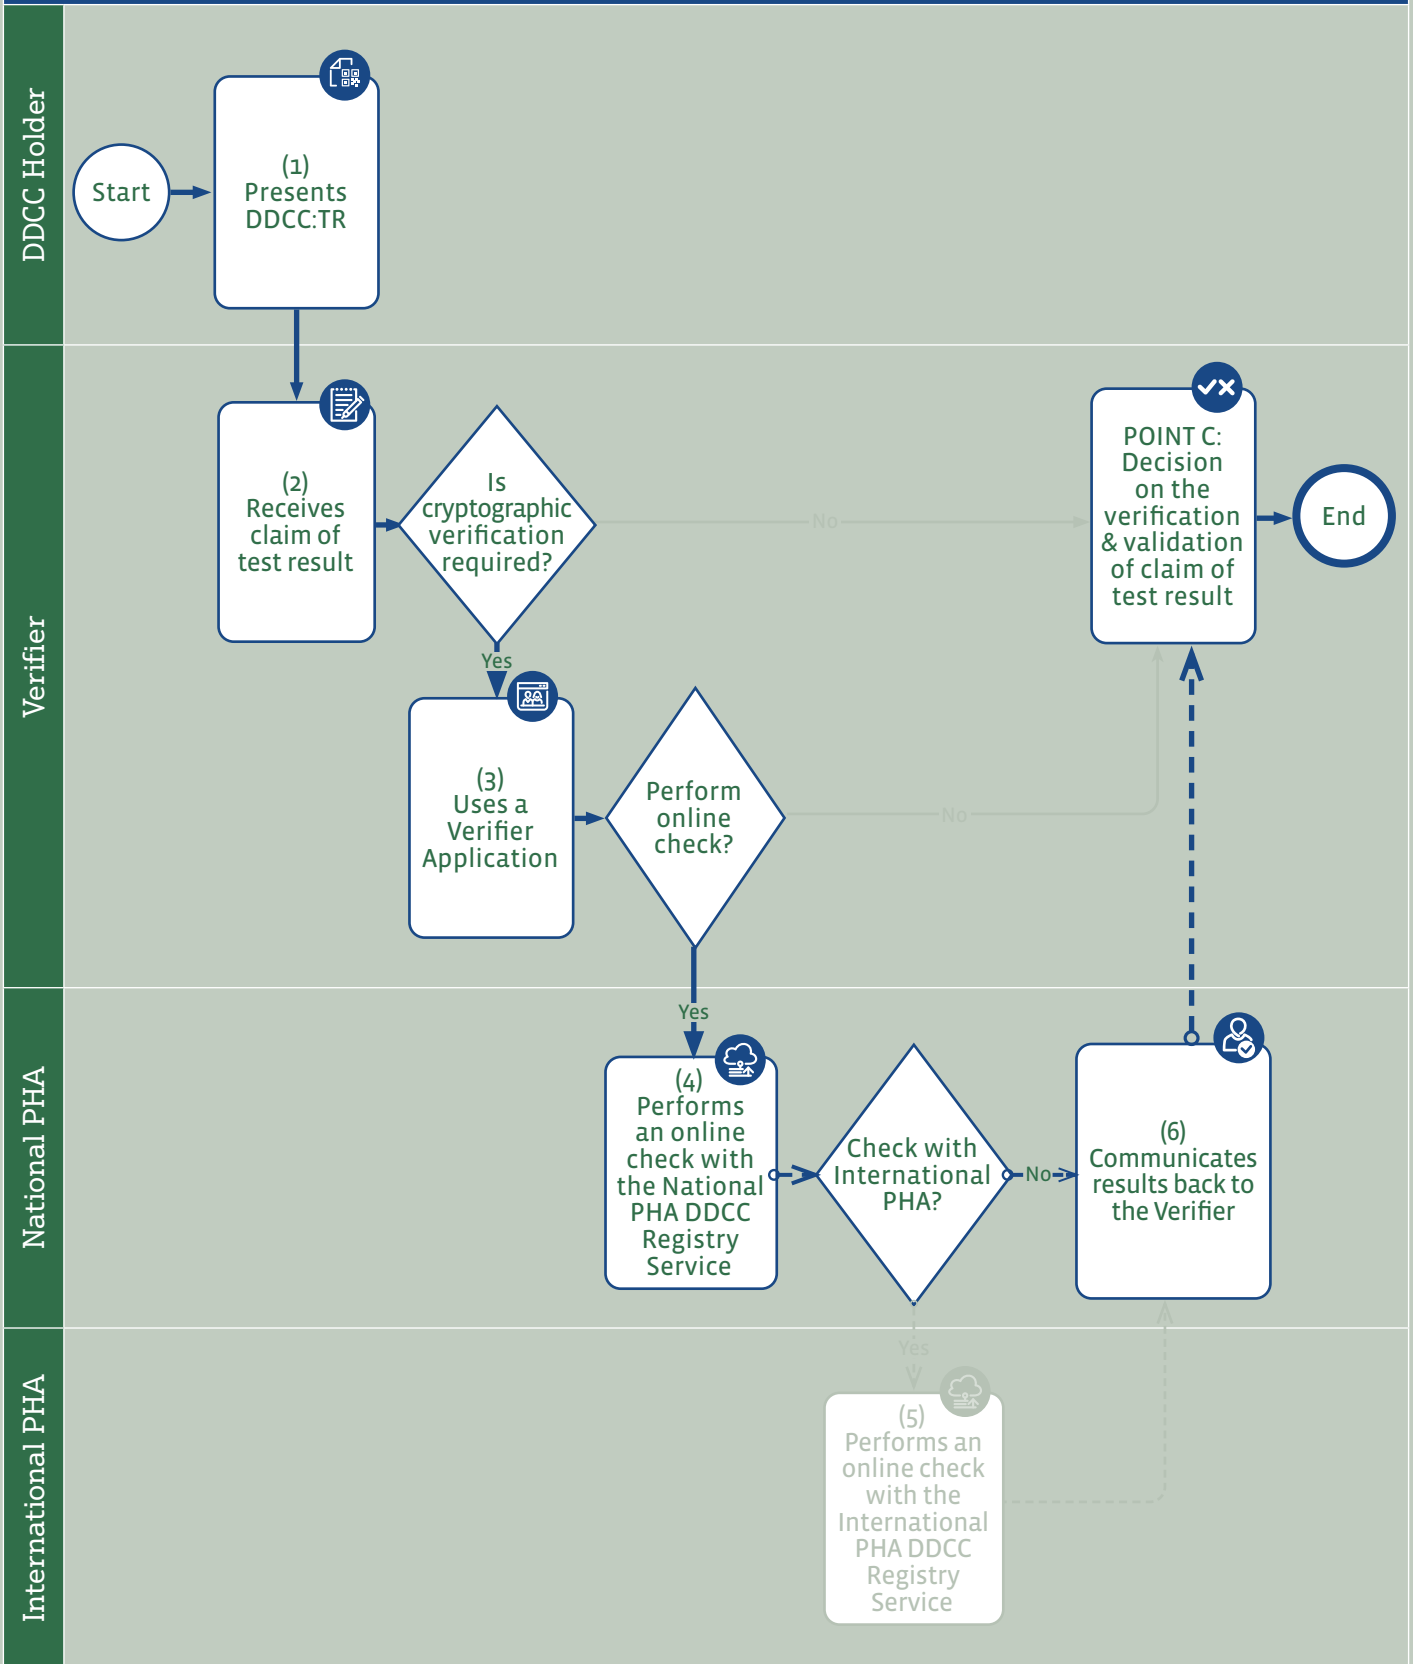 DDCC Holder
Start
(1)
Presents
DDCC:TR
Verifier
(2)
Receives
claim of
test result
Is
cryptographic
verification
required?
No
POINT C:
Decision
on the
verification
& validation
of claim of
test result
End
Yes
(3)
Uses a
Verifier
Application
Perform
online
check?
No
Yes
National PHA
(4)
Performs
an online
check with
the National
PHA DDCC
Registry
Service
Check with
International
PHA?
No
(6)
Communicates
results back to
the Verifier
International PHA
Yes
(5)
Performs an
online check
with the
International
PHA DDCC
Registry
Service